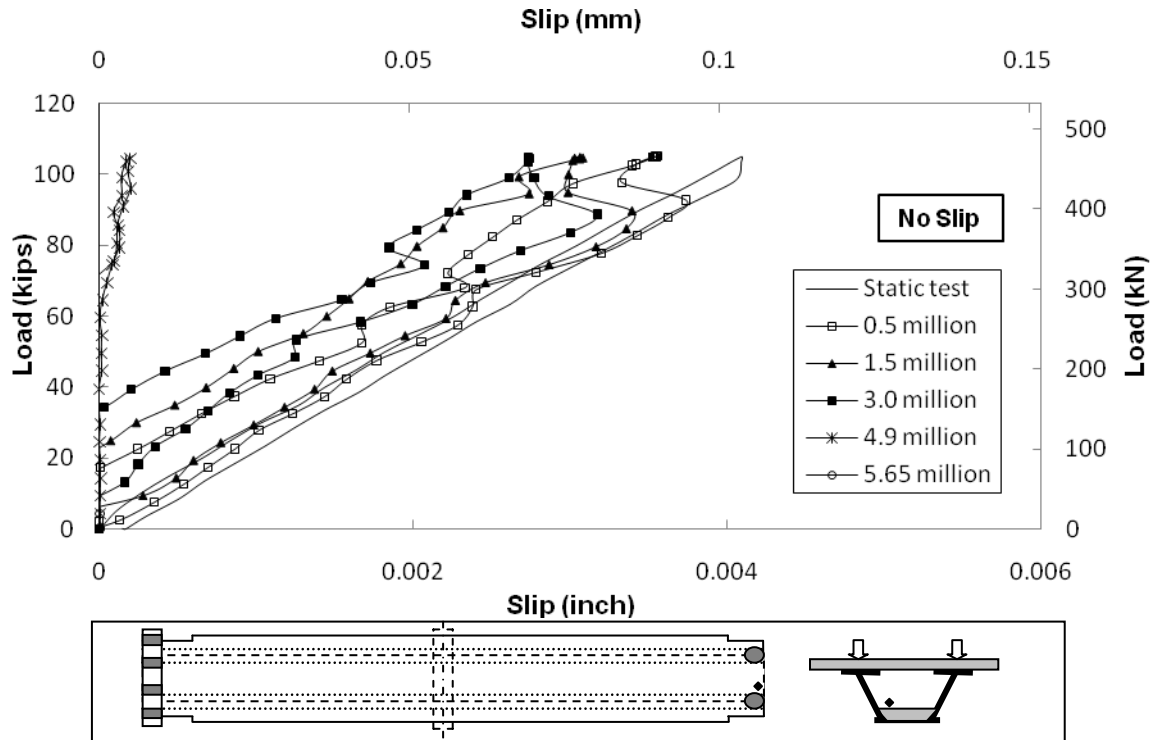 Slip (mm)
0 0.05 0.1 0.15
120
100
80
60
40
20
0
Load (kips)
500
400
300
200
100
0
Load (kN)
No Slip
Static test
0.5 million
1.5 million
3.0 million
4.9 million
5.65 million
0 0.002 0.004 0.006
Slip (inch)